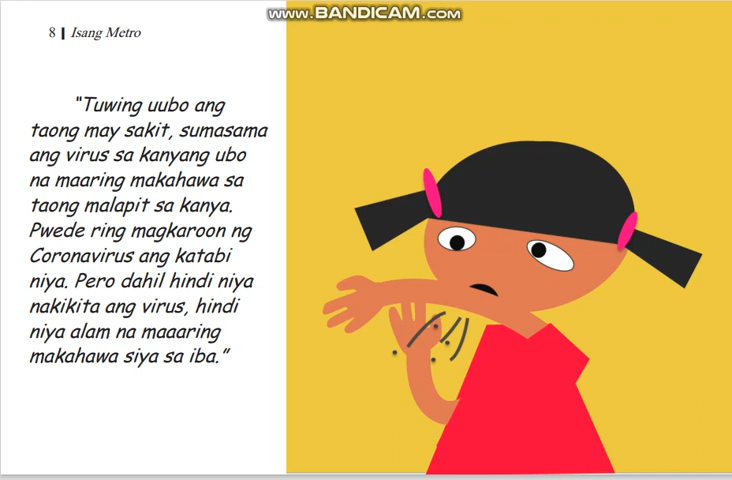 www.BANDICAM.com
8 | Isang Metro
"Tuwing uubo ang
taong may sakit, sumasama
ang virus sa kanyang ubo
na maaring makahawa sa
taong malapit sa kanya.
Pwede ring magkaroon ng
Coronavirus ang katabi
niya. Pero dahil hindi niya
nakikita ang virus, hindi
niya alam na maaaring
makahawa siya sa iba."